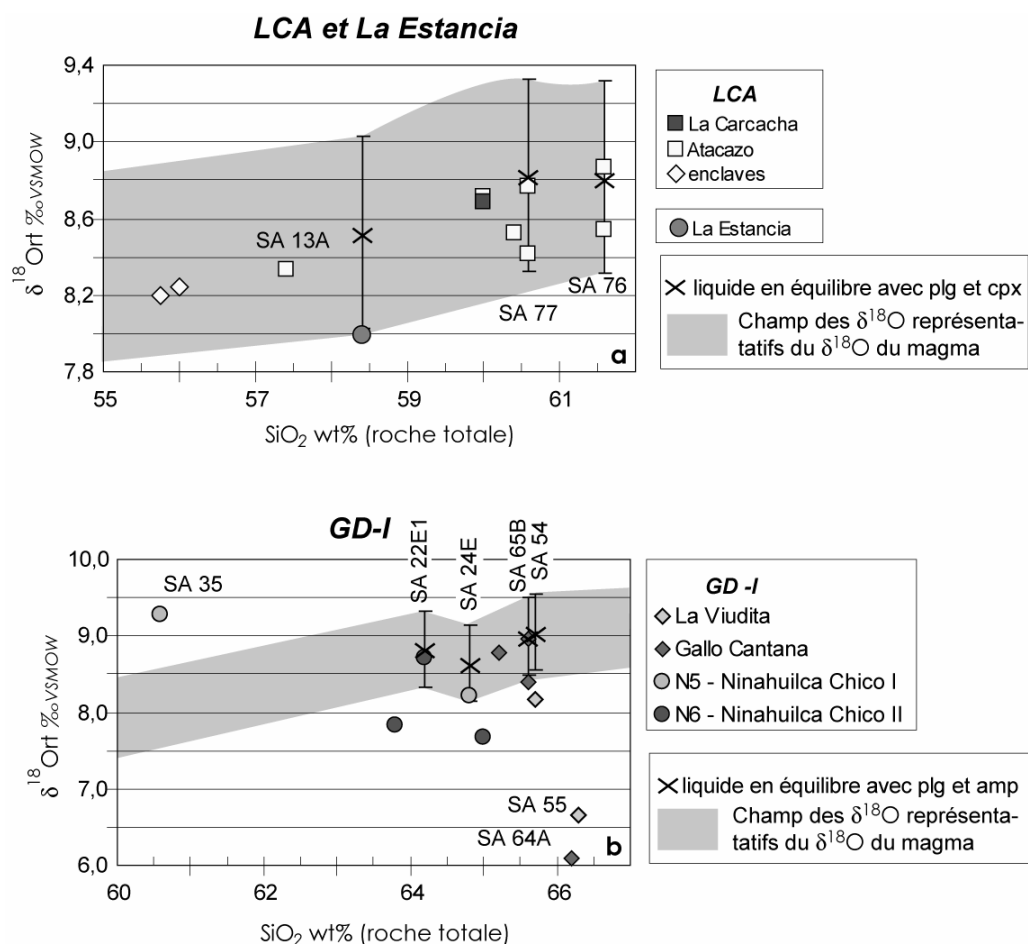 LCA et La Estancia
9,4
9,0
8,6
8,2
7,8
δ¹⁸Ort ‰VSMOW
SA 13A
SA 77
SA 76
a
55
57
59
61
SiO₂ wt% (roche totale)
LCA
La Carcacha
Atacazo
enclaves
La Estancia
liquide en équilibre avec plg et cpx
Champ des δ¹⁸O représenta-
tatifs du δ¹⁸O du magma
GD-I
10,0
9,0
8,0
7,0
6,0
δ¹⁸Ort ‰VSMOW
SA 35
SA 22E1
SA 24E
SA 65B
SA 54
SA 55
SA 64A
b
60
62
64
66
SiO₂ wt% (roche totale)
GD -I
La Viudita
Gallo Cantana
N5 - Ninahuilca Chico I
N6 - Ninahuilca Chico II
liquide en équilibre avec plg et amp
Champ des δ¹⁸O représenta-
tatifs du δ¹⁸O du magma